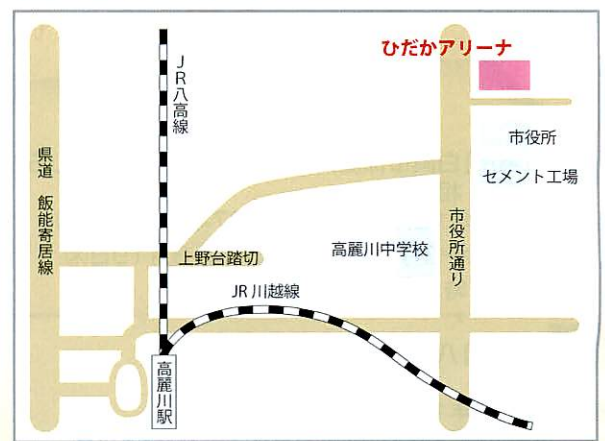 ひだかアリーナ
JR八高線
市役所
セメント工場
県道 飯能寄居線
市役所通り
高麗川中学校
上野台踏切
JR川越線
高麗川駅